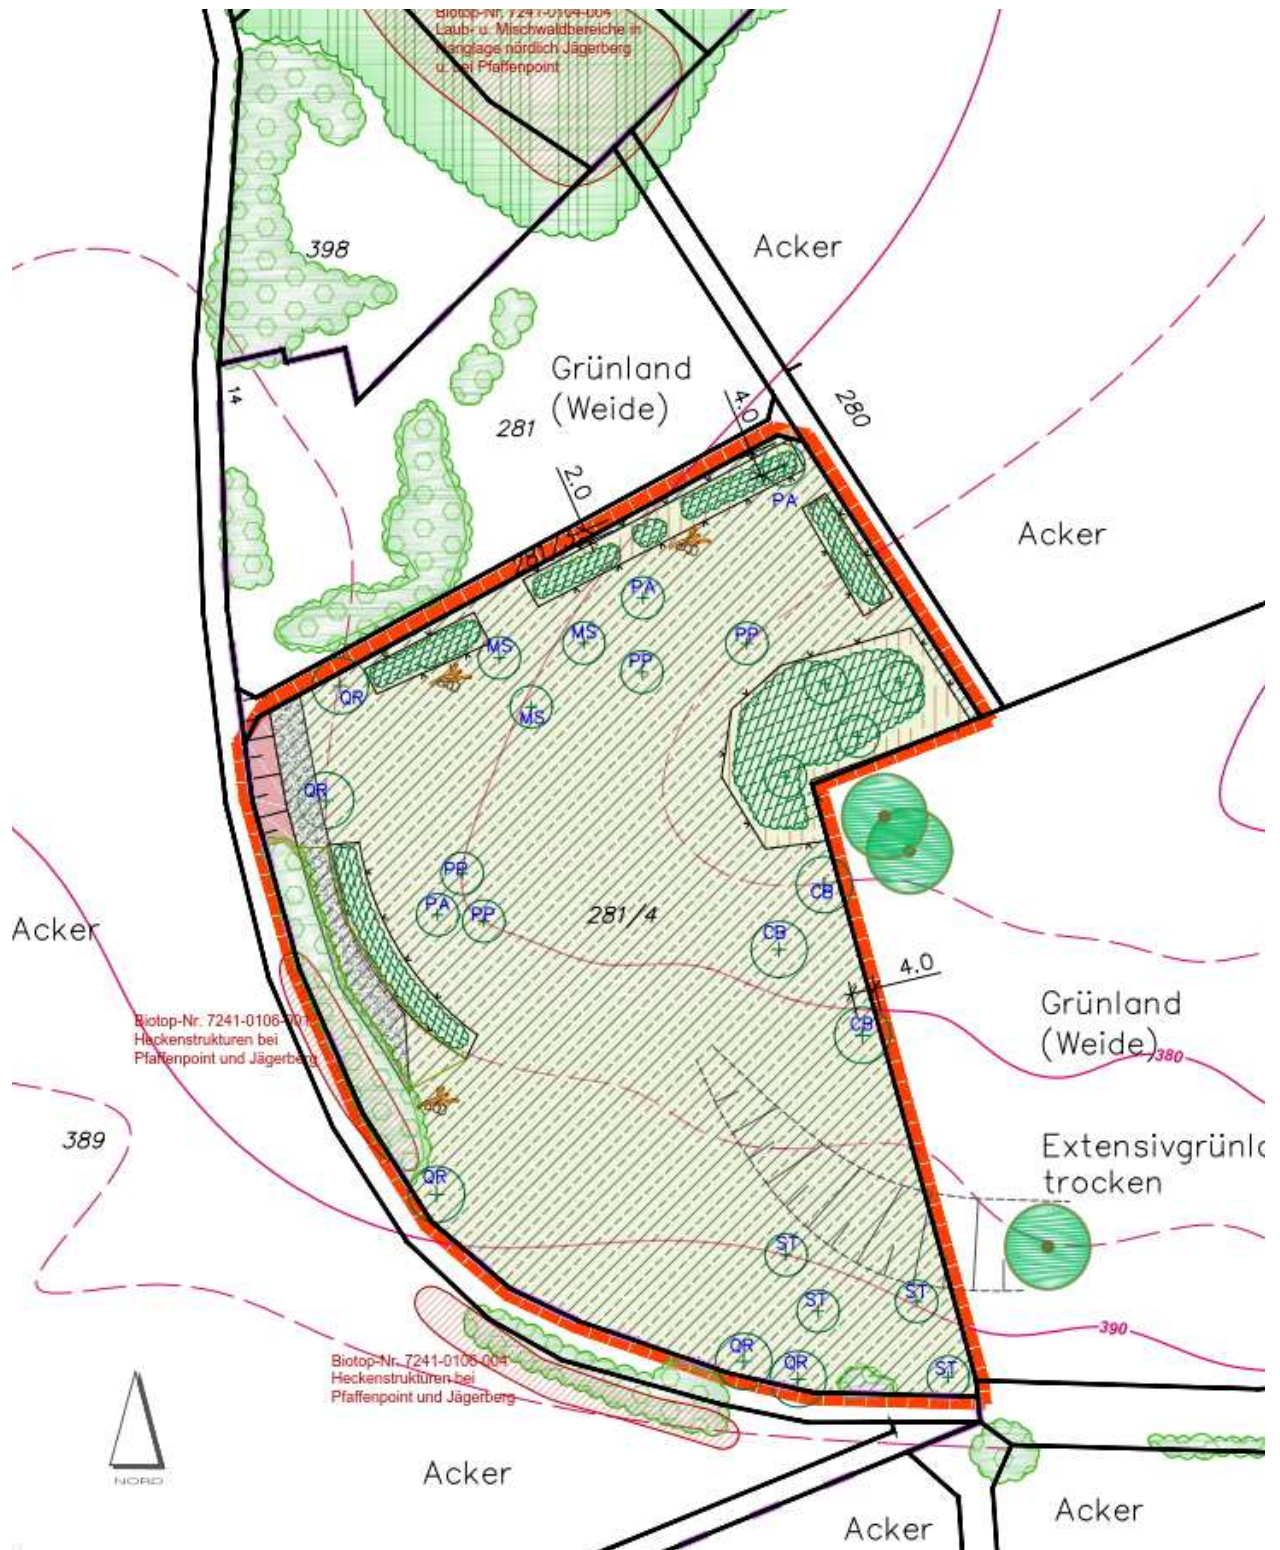 Biotop-Nr. 7241-0104-004
Laub- u. Mischwaldbereiche in
Hanglage nördlich Jägerberg
u. bei Pfaffenpoint
398
Acker
14
Grünland
(Weide)
281
4.0
280
2.0
PA
Acker
PA
MS
MS
PP
PP
QR
MS
QR
PP
PA
PP
281/4
CB
CB
4.0
CB
Acker
Grünland
(Weide)
380
Biotop-Nr. 7241-0106-001
Heckenstrukturen bei
Pfaffenpoint und Jägerberg
389
Extensivgrünla
trocken
QR
ST
ST
ST
390
QR
QR
ST
Biotop-Nr. 7241-0106-004
Heckenstrukturen bei
Pfaffenpoint und Jägerberg
NORD
Acker
Acker
Acker